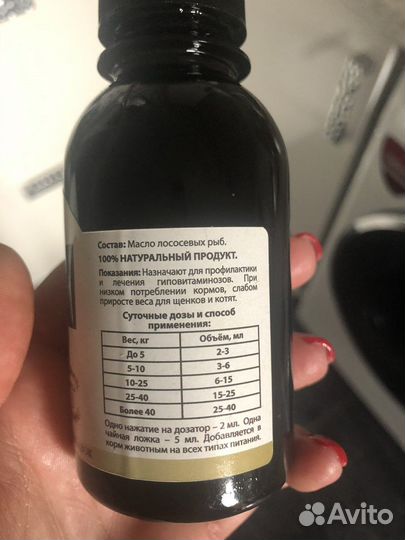 Состав: Масло лососевых рыб.
100% НАТУРАЛЬНЫЙ ПРОДУКТ.
Показания: Назначают для профилактики
и лечения гиповитаминозов. При
низком потреблении кормов, слабом
приросте веса для щенков и котят.
Суточные дозы и способ
применения:
Вес, кг Объём, мл
До 5 2-3
5-10 3-6
10-25 6-15
25-40 15-25
Более 40 25-40
Одно нажатие на дозатор – 2 мл. Одна
чайная ложка – 5 мл. Добавляется в
корм животным на всех типах питания.
Avito